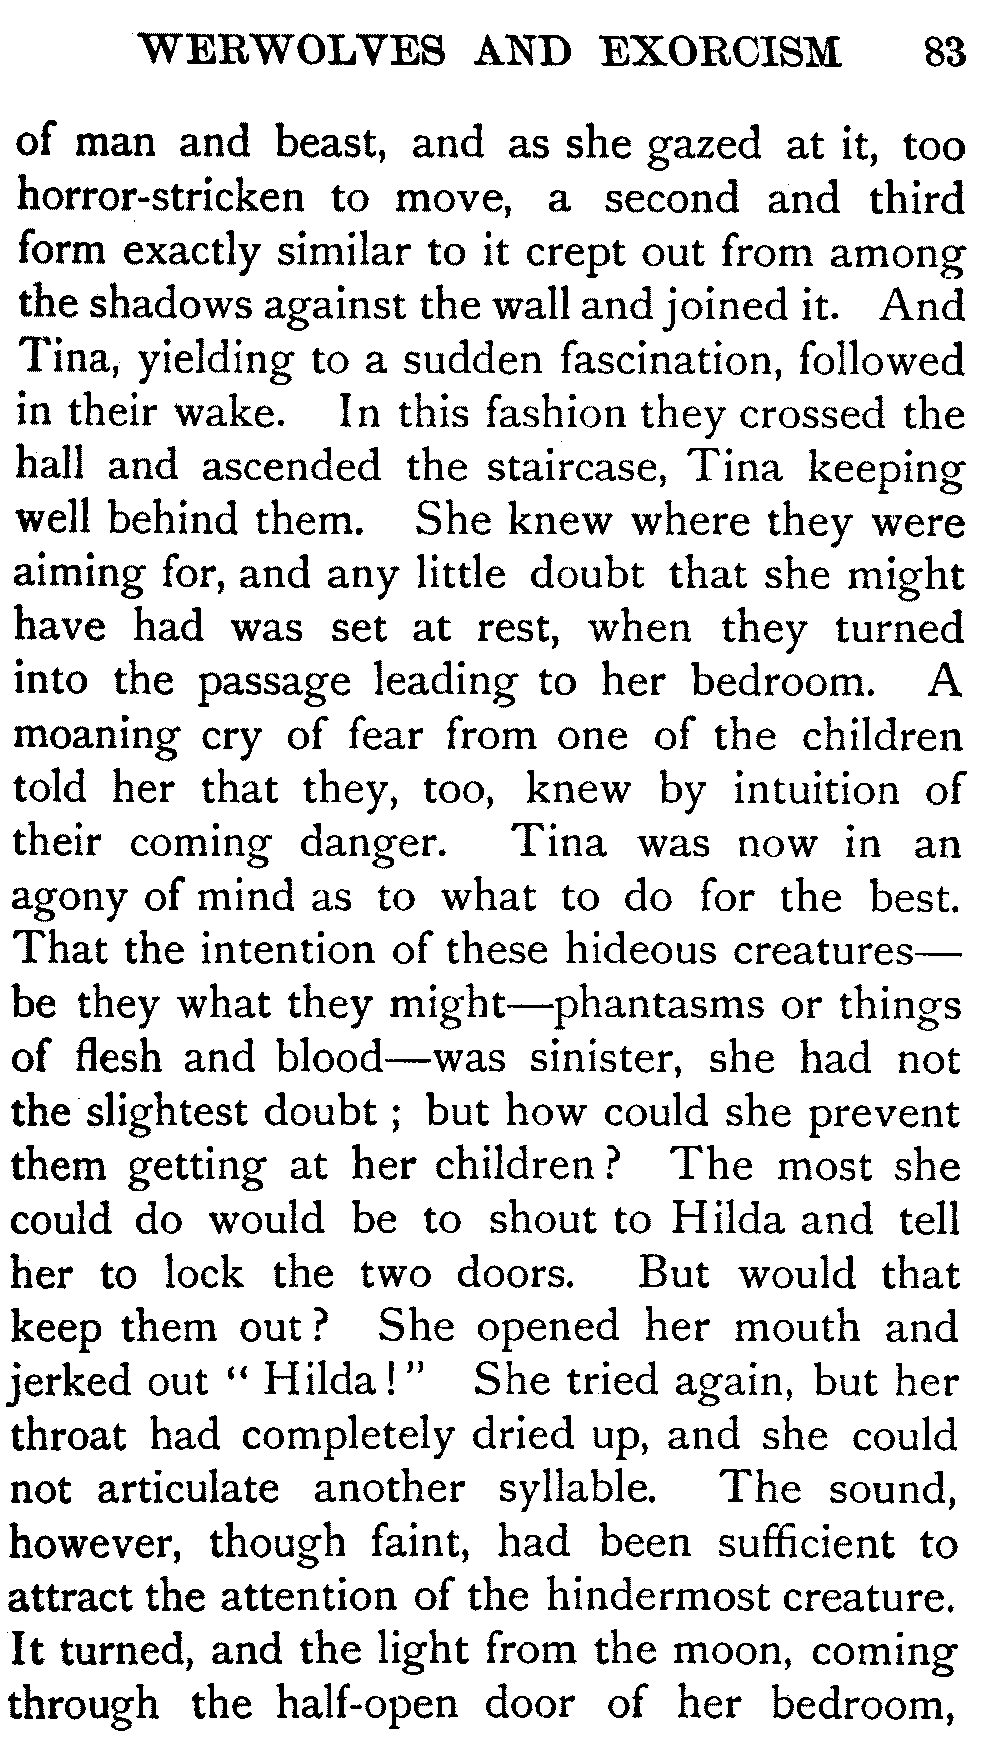 WERWOLVES AND EXORCISM 83
of man and beast, and as she gazed at it, too
horror-stricken to move, a second and third
form exactly similar to it crept out from among
the shadows against the wall and joined it. And
Tina, yielding to a sudden fascination, followed
in their wake. In this fashion they crossed the
hall and ascended the staircase, Tina keeping
well behind them. She knew where they were
aiming for, and any little doubt that she might
have had was set at rest, when they turned
into the passage leading to her bedroom. A
moaning cry of fear from one of the children
told her that they, too, knew by intuition of
their coming danger. Tina was now in an
agony of mind as to what to do for the best.
That the intention of these hideous creatures—
be they what they might—phantasms or things
of flesh and blood—was sinister, she had not
the slightest doubt ; but how could she prevent
them getting at her children? The most she
could do would be to shout to Hilda and tell
her to lock the two doors. But would that
keep them out? She opened her mouth and
jerked out “ Hilda!” She tried again, but her
throat had completely dried up, and she could
not articulate another syllable. The sound,
however, though faint, had been sufficient to
attract the attention of the hindermost creature.
It turned, and the light from the moon, coming
through the half-open door of her bedroom,